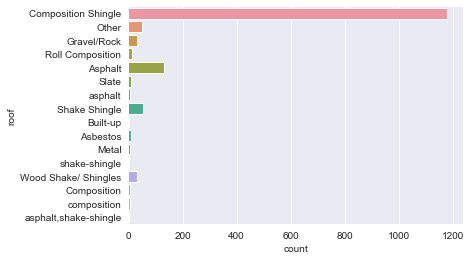 Composition Shingle
Other
Gravel/Rock
Roll Composition
Asphalt
Slate
asphalt
Shake Shingle
Built-up
Asbestos
Metal
shake-shingle
Wood Shake/ Shingles
Composition
composition
asphalt,shake-shingle
roof
0 200 400 600 800 1000 1200
count